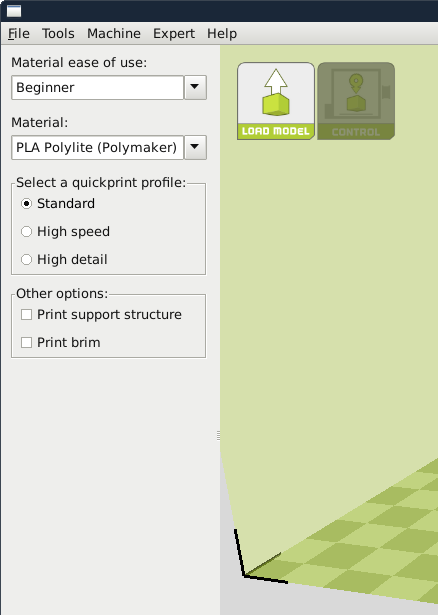 File Tools Machine Expert Help
Material ease of use:
Beginner
Material:
PLA Polylite (Polymaker)
Select a quickprint profile:
Standard
High speed
High detail
Other options:
Print support structure
Print brim
LOAD MODEL CONTROL